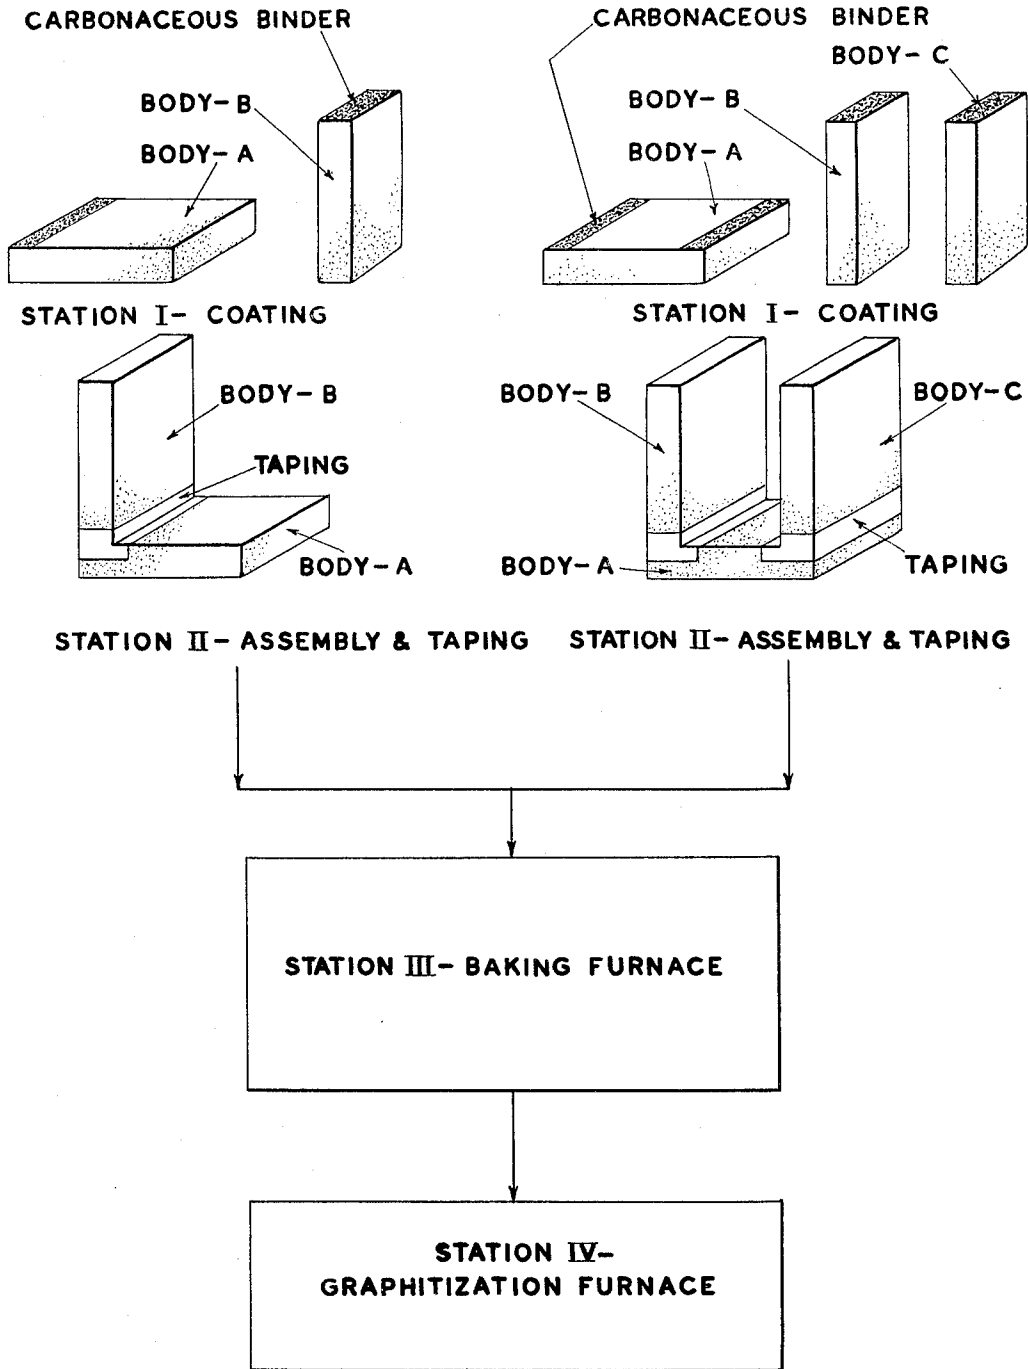 CARBONACEOUS BINDER
BODY-B
BODY-A
STATION I- COATING
CARBONACEOUS BINDER
BODY-C
BODY-B
BODY-A
STATION I- COATING
BODY-B
TAPING
BODY-A
STATION II- ASSEMBLY & TAPING
BODY-B
BODY-C
BODY-A
TAPING
STATION II- ASSEMBLY & TAPING
STATION III- BAKING FURNACE
STATION IV-
GRAPHITIZATION FURNACE